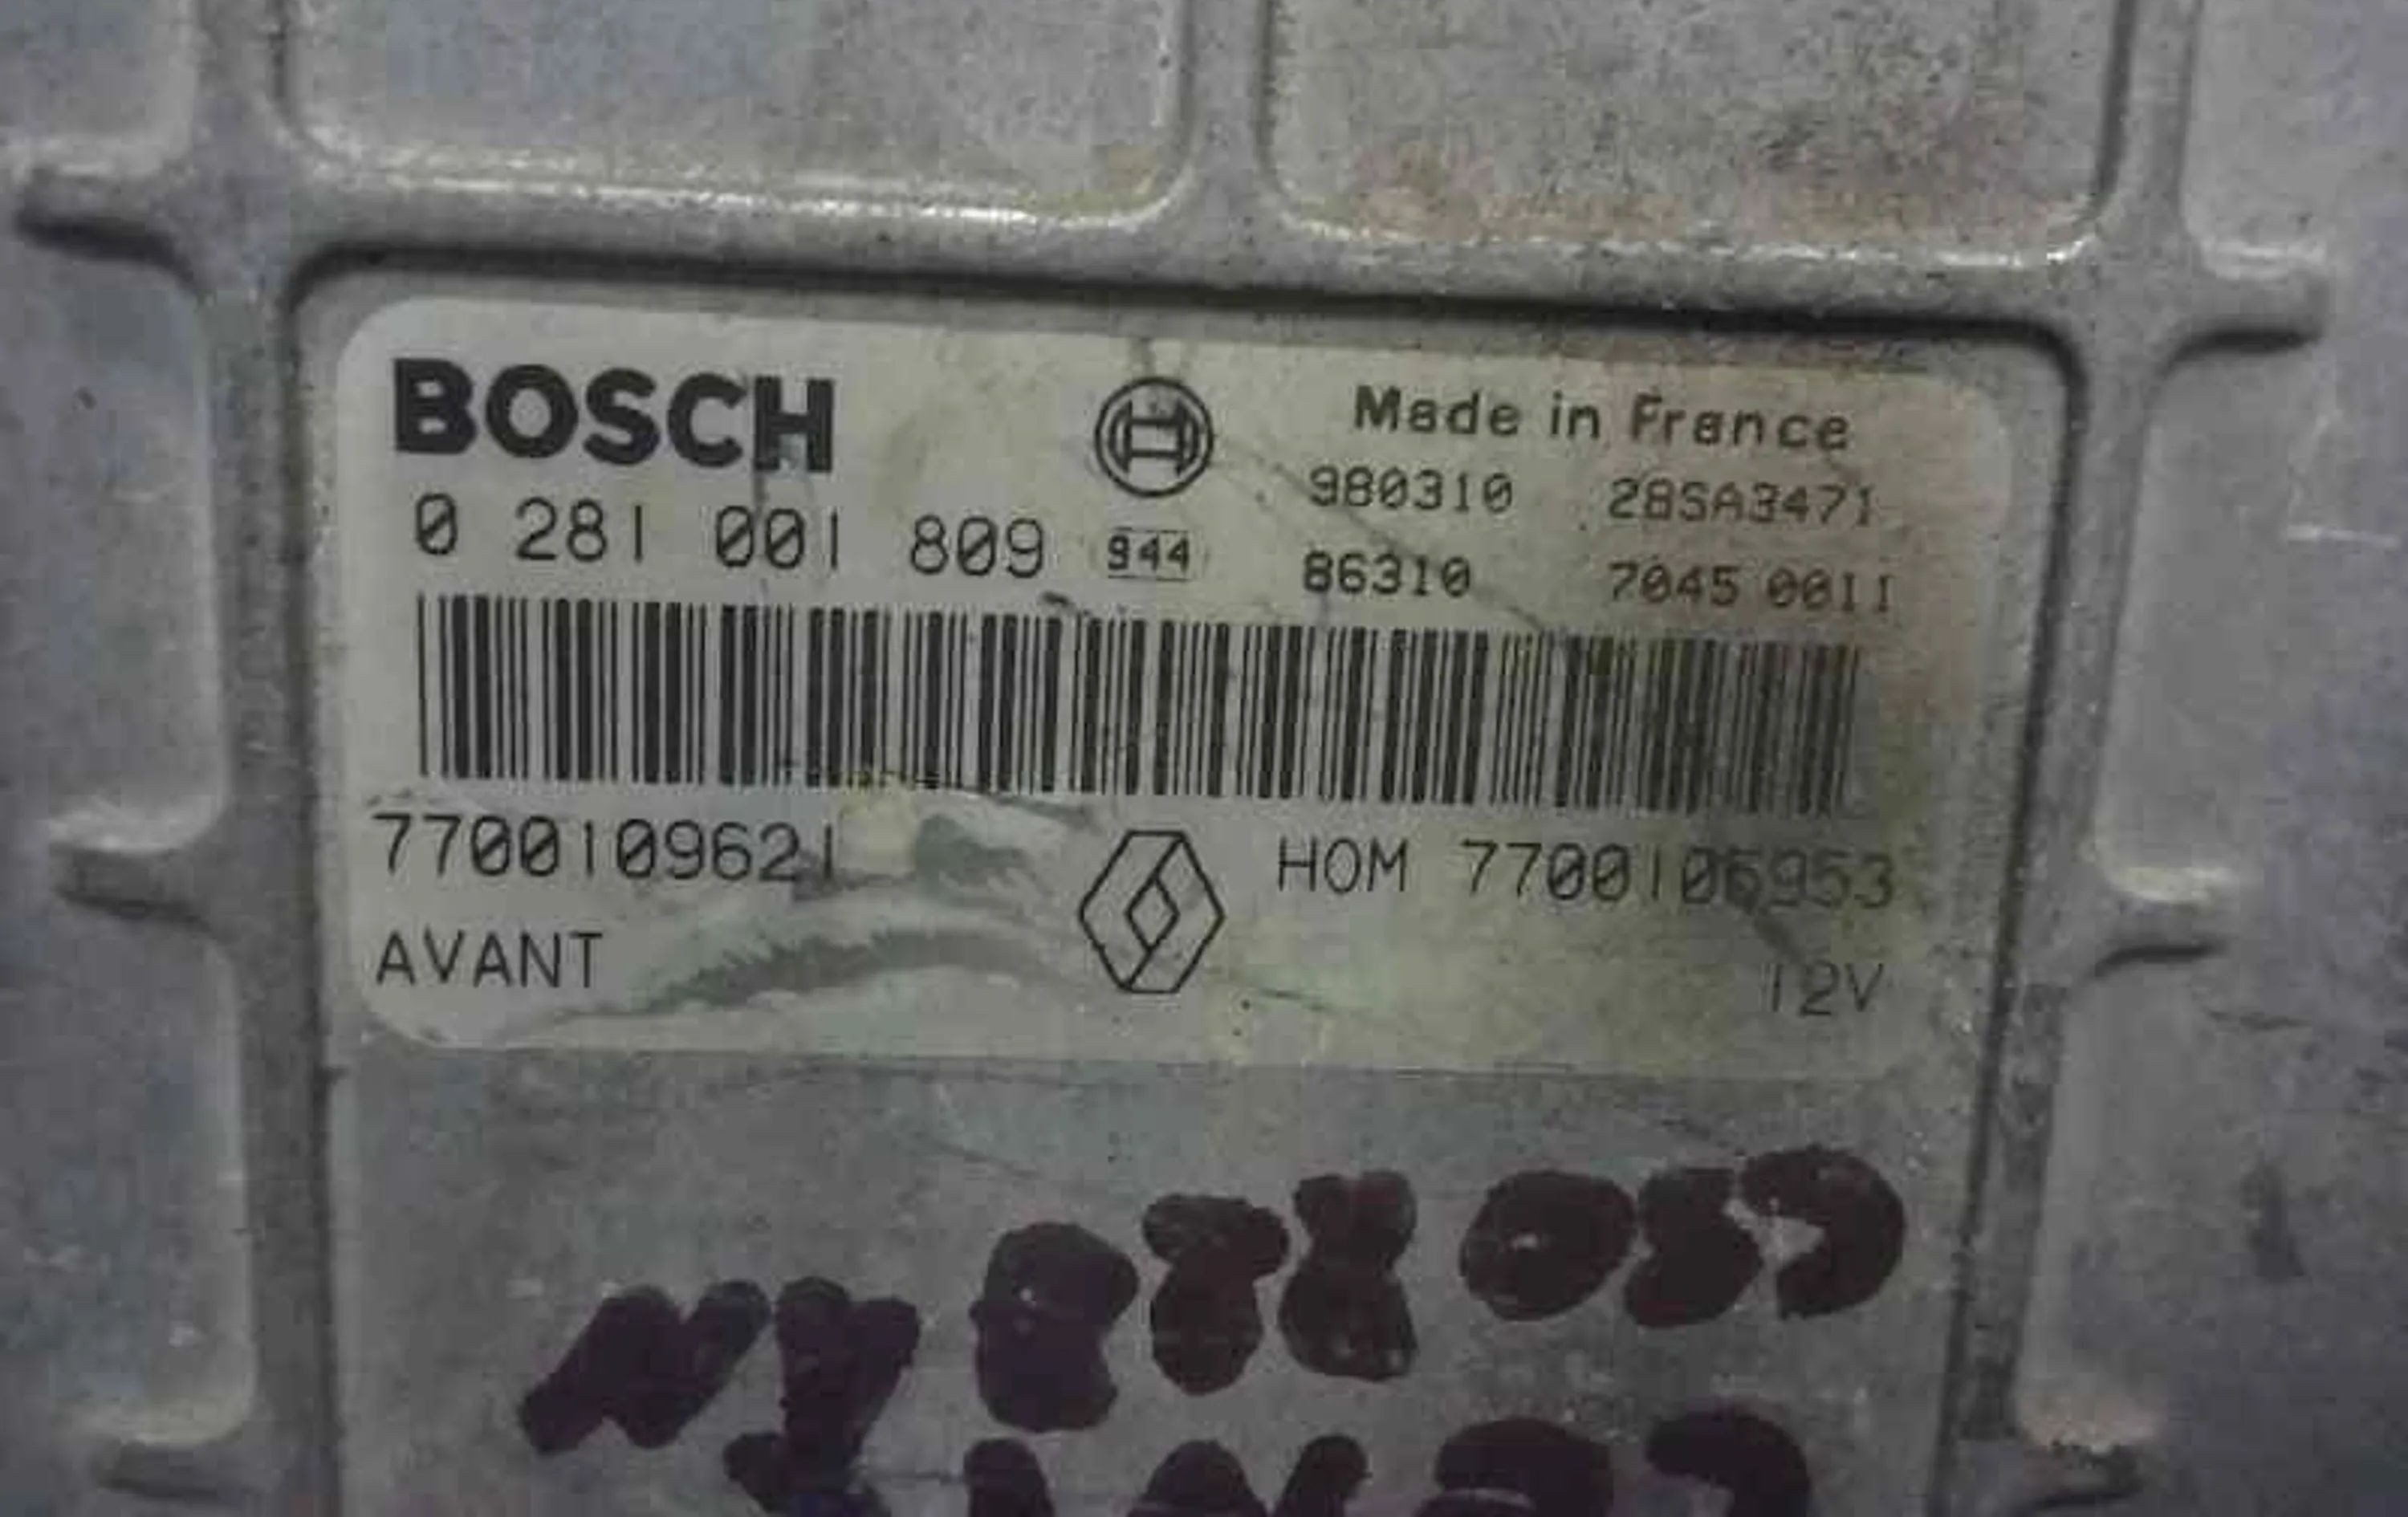 BOSCH
Made in France
980310 28SA3471
0 281 001 809 944 86310 7045 0011
7700109621 HOM 7700106953
AVANT 12V